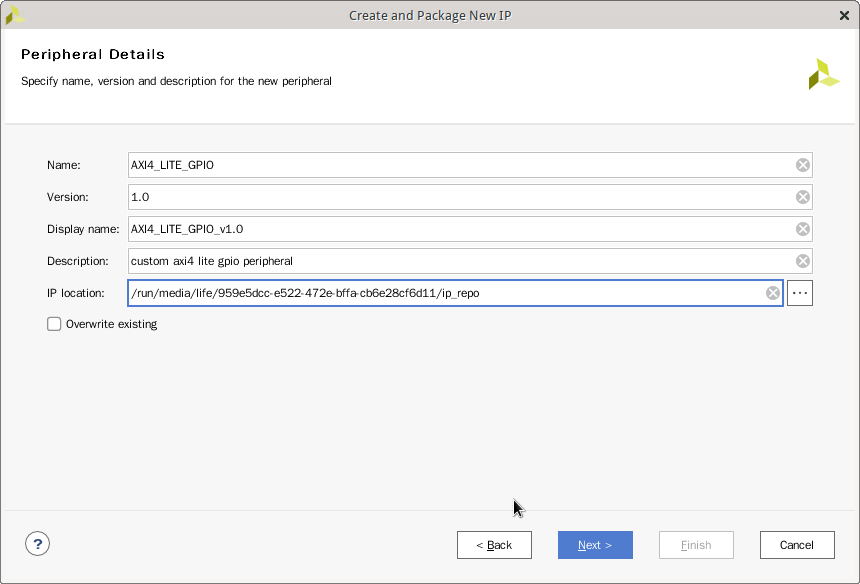 Create and Package New IP
Peripheral Details
Specify name, version and description for the new peripheral
Name: AXI4_LITE_GPIO
Version: 1.0
Display name: AXI4_LITE_GPIO_v1.0
Description: custom axi4 lite gpio peripheral
IP location: /run/media/life/959e5dcc-e522-472e-bffa-cb6e28cf6d11/ip_repo ...
Overwrite existing
? < Back Next > Finish Cancel